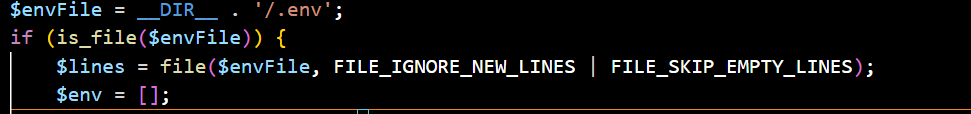 $envFile = __DIR__ . '/.env';
if (is_file($envFile)) {
$lines = file($envFile, FILE_IGNORE_NEW_LINES | FILE_SKIP_EMPTY_LINES);
$env = [];